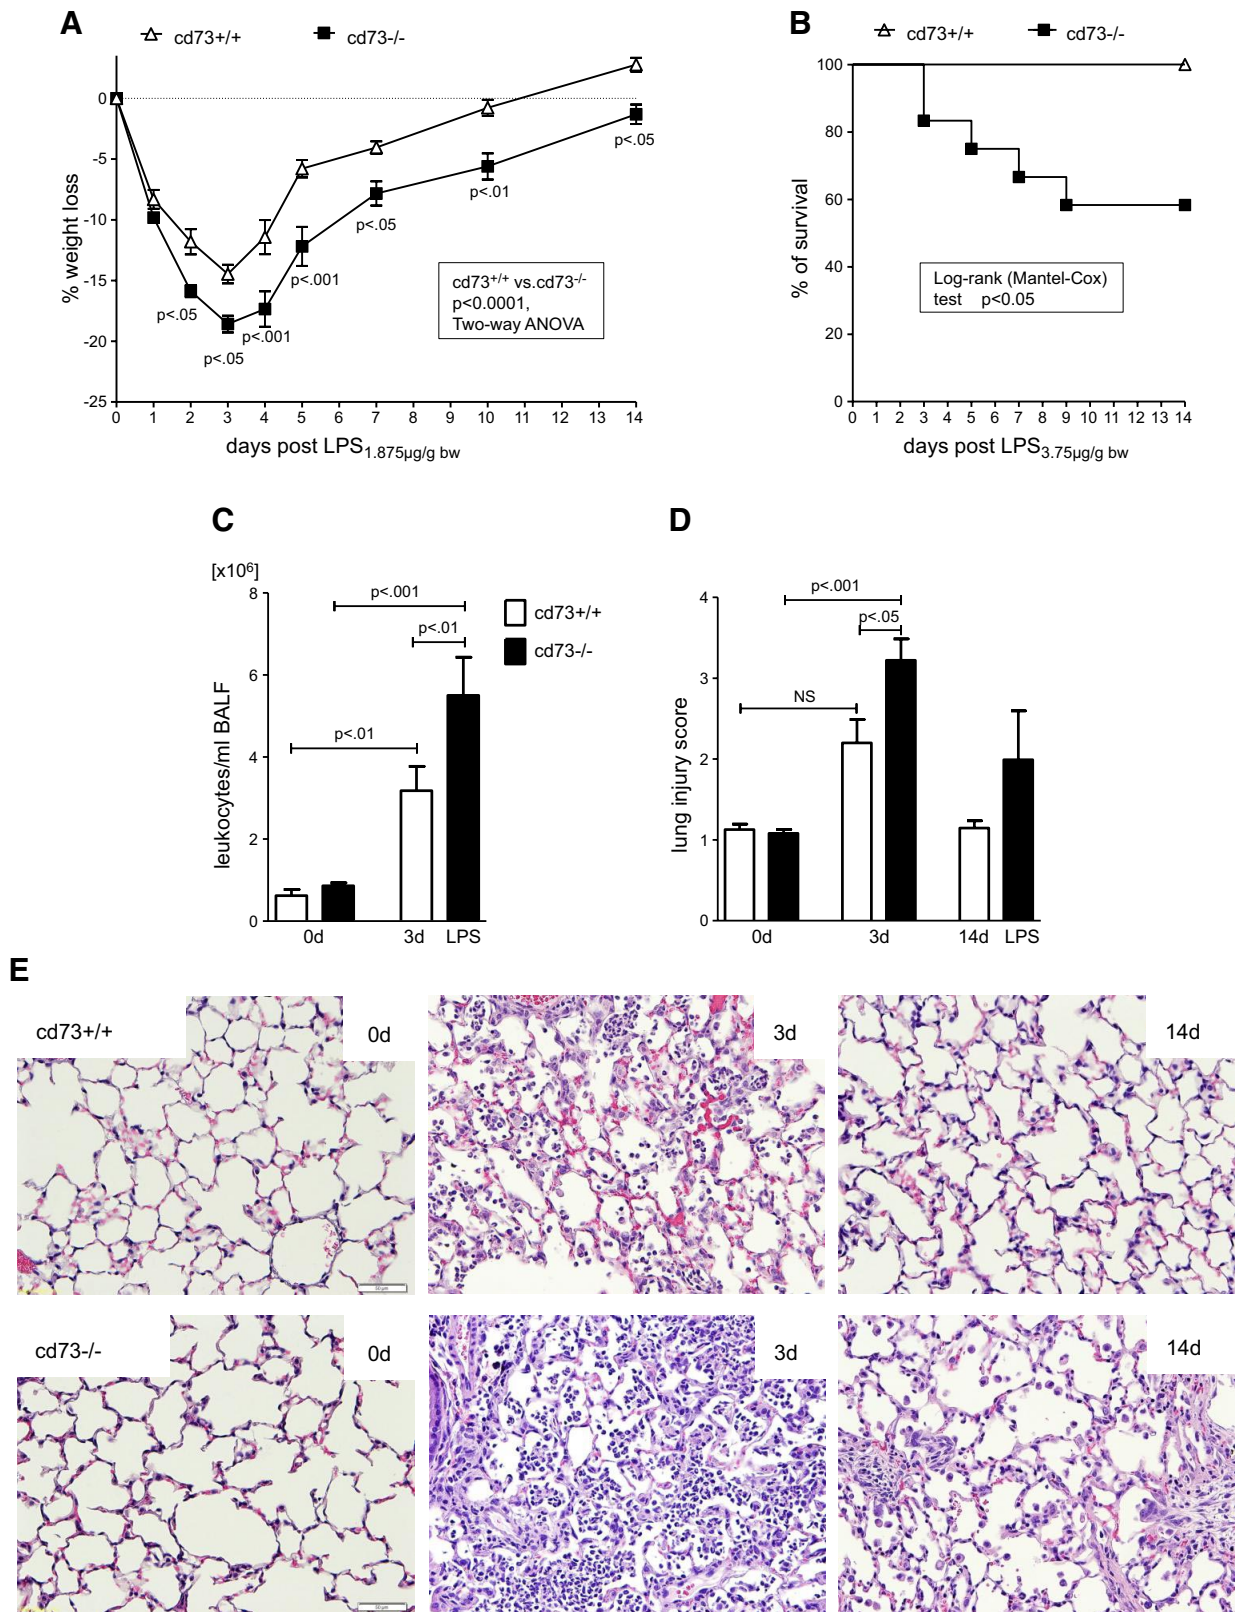 A
cd73+/+
cd73-/-
% weight loss
0
-5
-10
-15
-20
-25
p<.05
p<.05
p<.001
p<.001
p<.05
p<.01
p<.05
cd73+/+ vs.cd73-/-
p<0.0001,
Two-way ANOVA
0 1 2 3 4 5 7 10 12 13 14
days post LPS1.875µg/g bw
B
cd73+/+
cd73-/-
% of survival
100
80
60
40
20
0
Log-rank (Mantel-Cox)
test p<0.05
0 1 2 3 4 5 6 7 8 9 10 12 13 14
days post LPS3.75µg/g bw
C
[x10⁶]
leukocytes/ml BALF
8
6
4
2
0
p<.001
p<.01
p<.01
cd73+/+
cd73-/-
0d 3d LPS
D
lung injury score
4
3
2
1
0
p<.001
p<.05
NS
0d 3d 14d LPS
E
cd73+/+ 0d
3d
14d
50 µm
cd73-/- 0d
3d
14d
50 µm